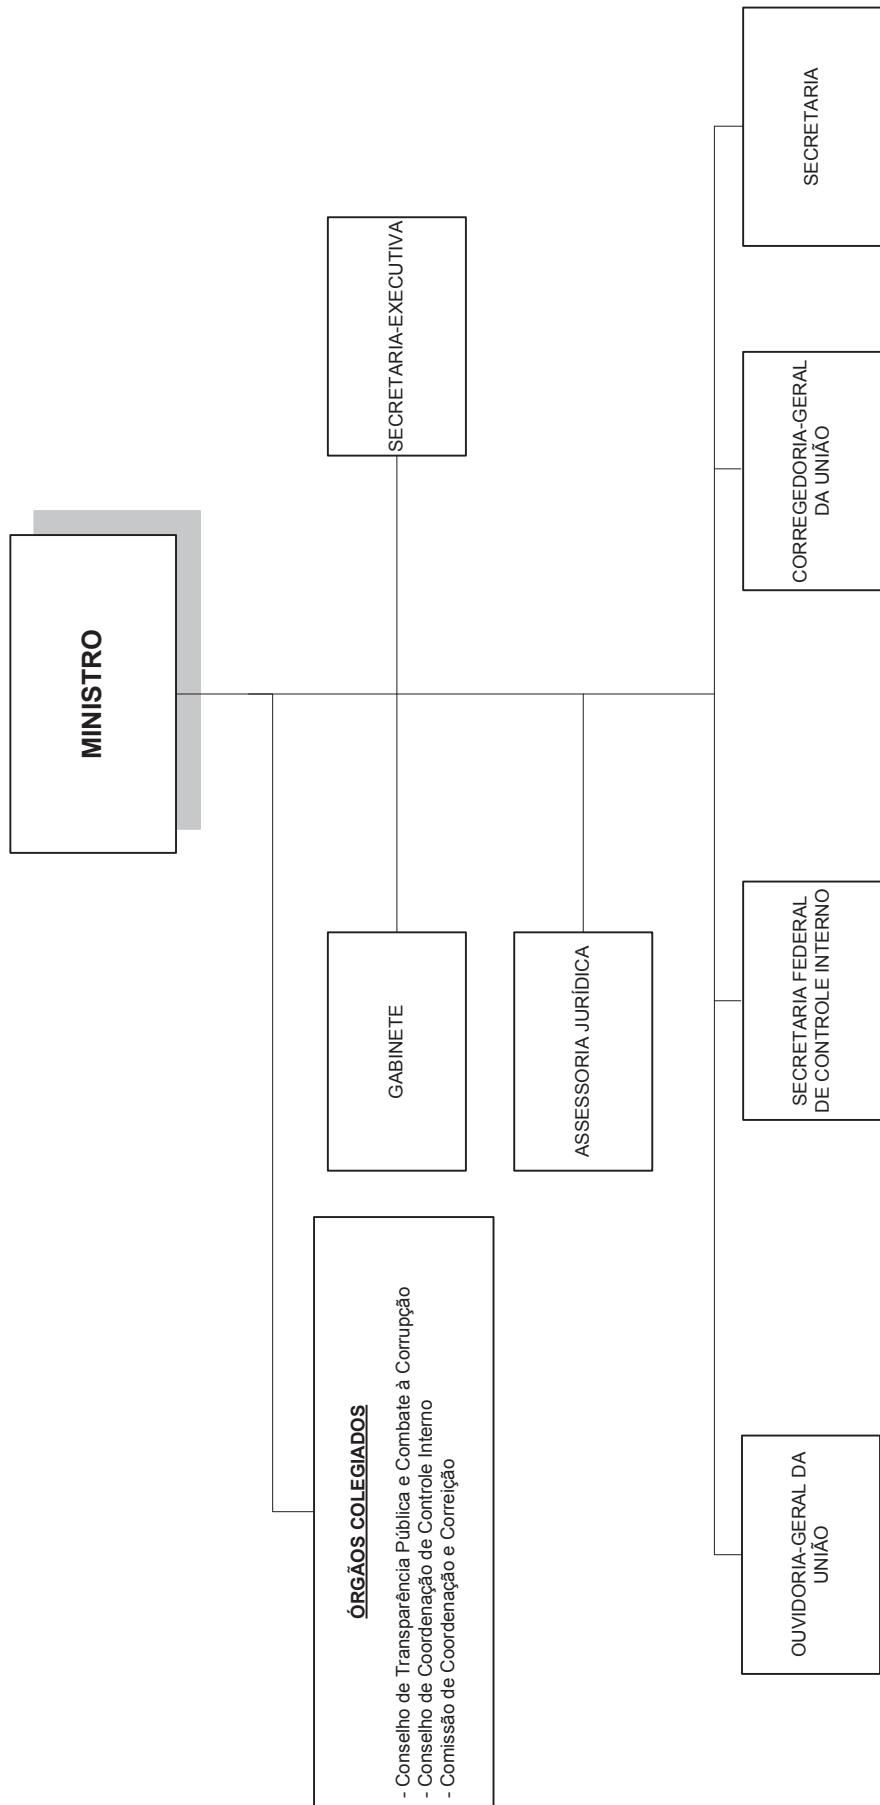 MINISTRO
ÓRGÃOS COLEGIADOS
- Conselho de Transparência Pública e Combate à Corrupção
- Conselho de Coordenação de Controle Interno
- Comissão de Coordenação e Correição
GABINETE
SECRETARIA-EXECUTIVA
ASSESSORIA JURÍDICA
OUVIDORIA-GERAL DA
UNIÃO
SECRETARIA FEDERAL
DE CONTROLE INTERNO
CORREGEDORIA-GERAL
DA UNIÃO
SECRETARIA